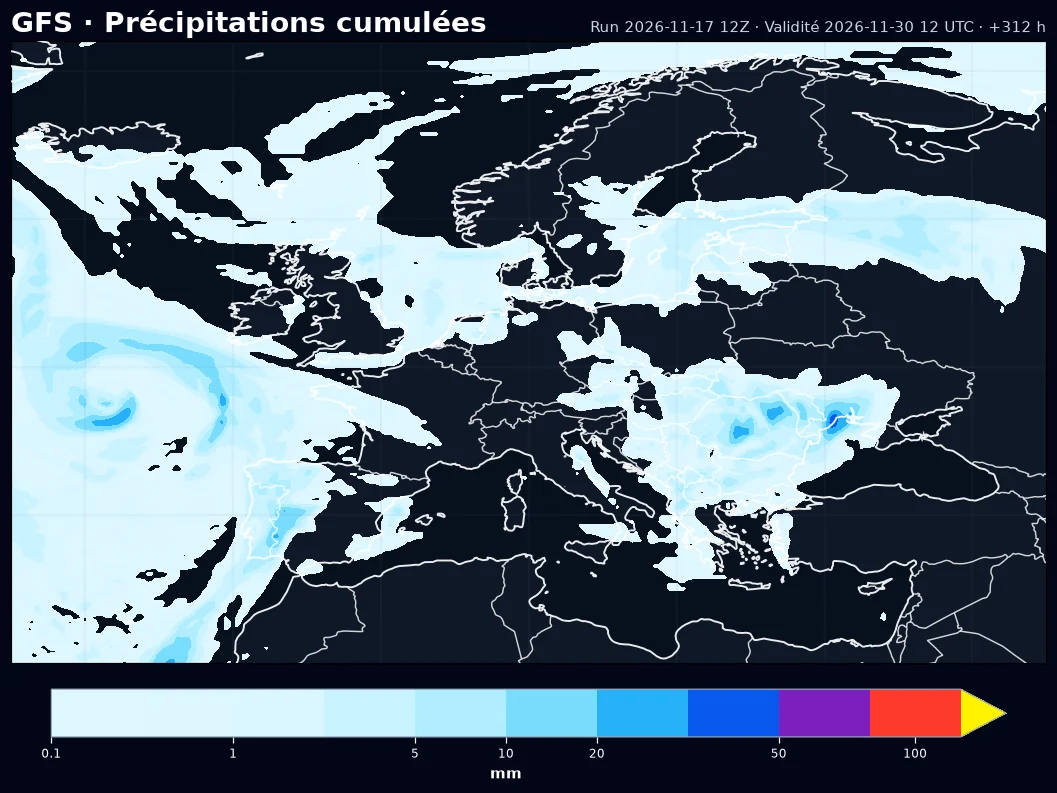 GFS · Précipitations cumulées
Run 2026-11-17 12Z · Validité 2026-11-30 12 UTC · +312 h
0.1 1 5 10 20 50 100
mm